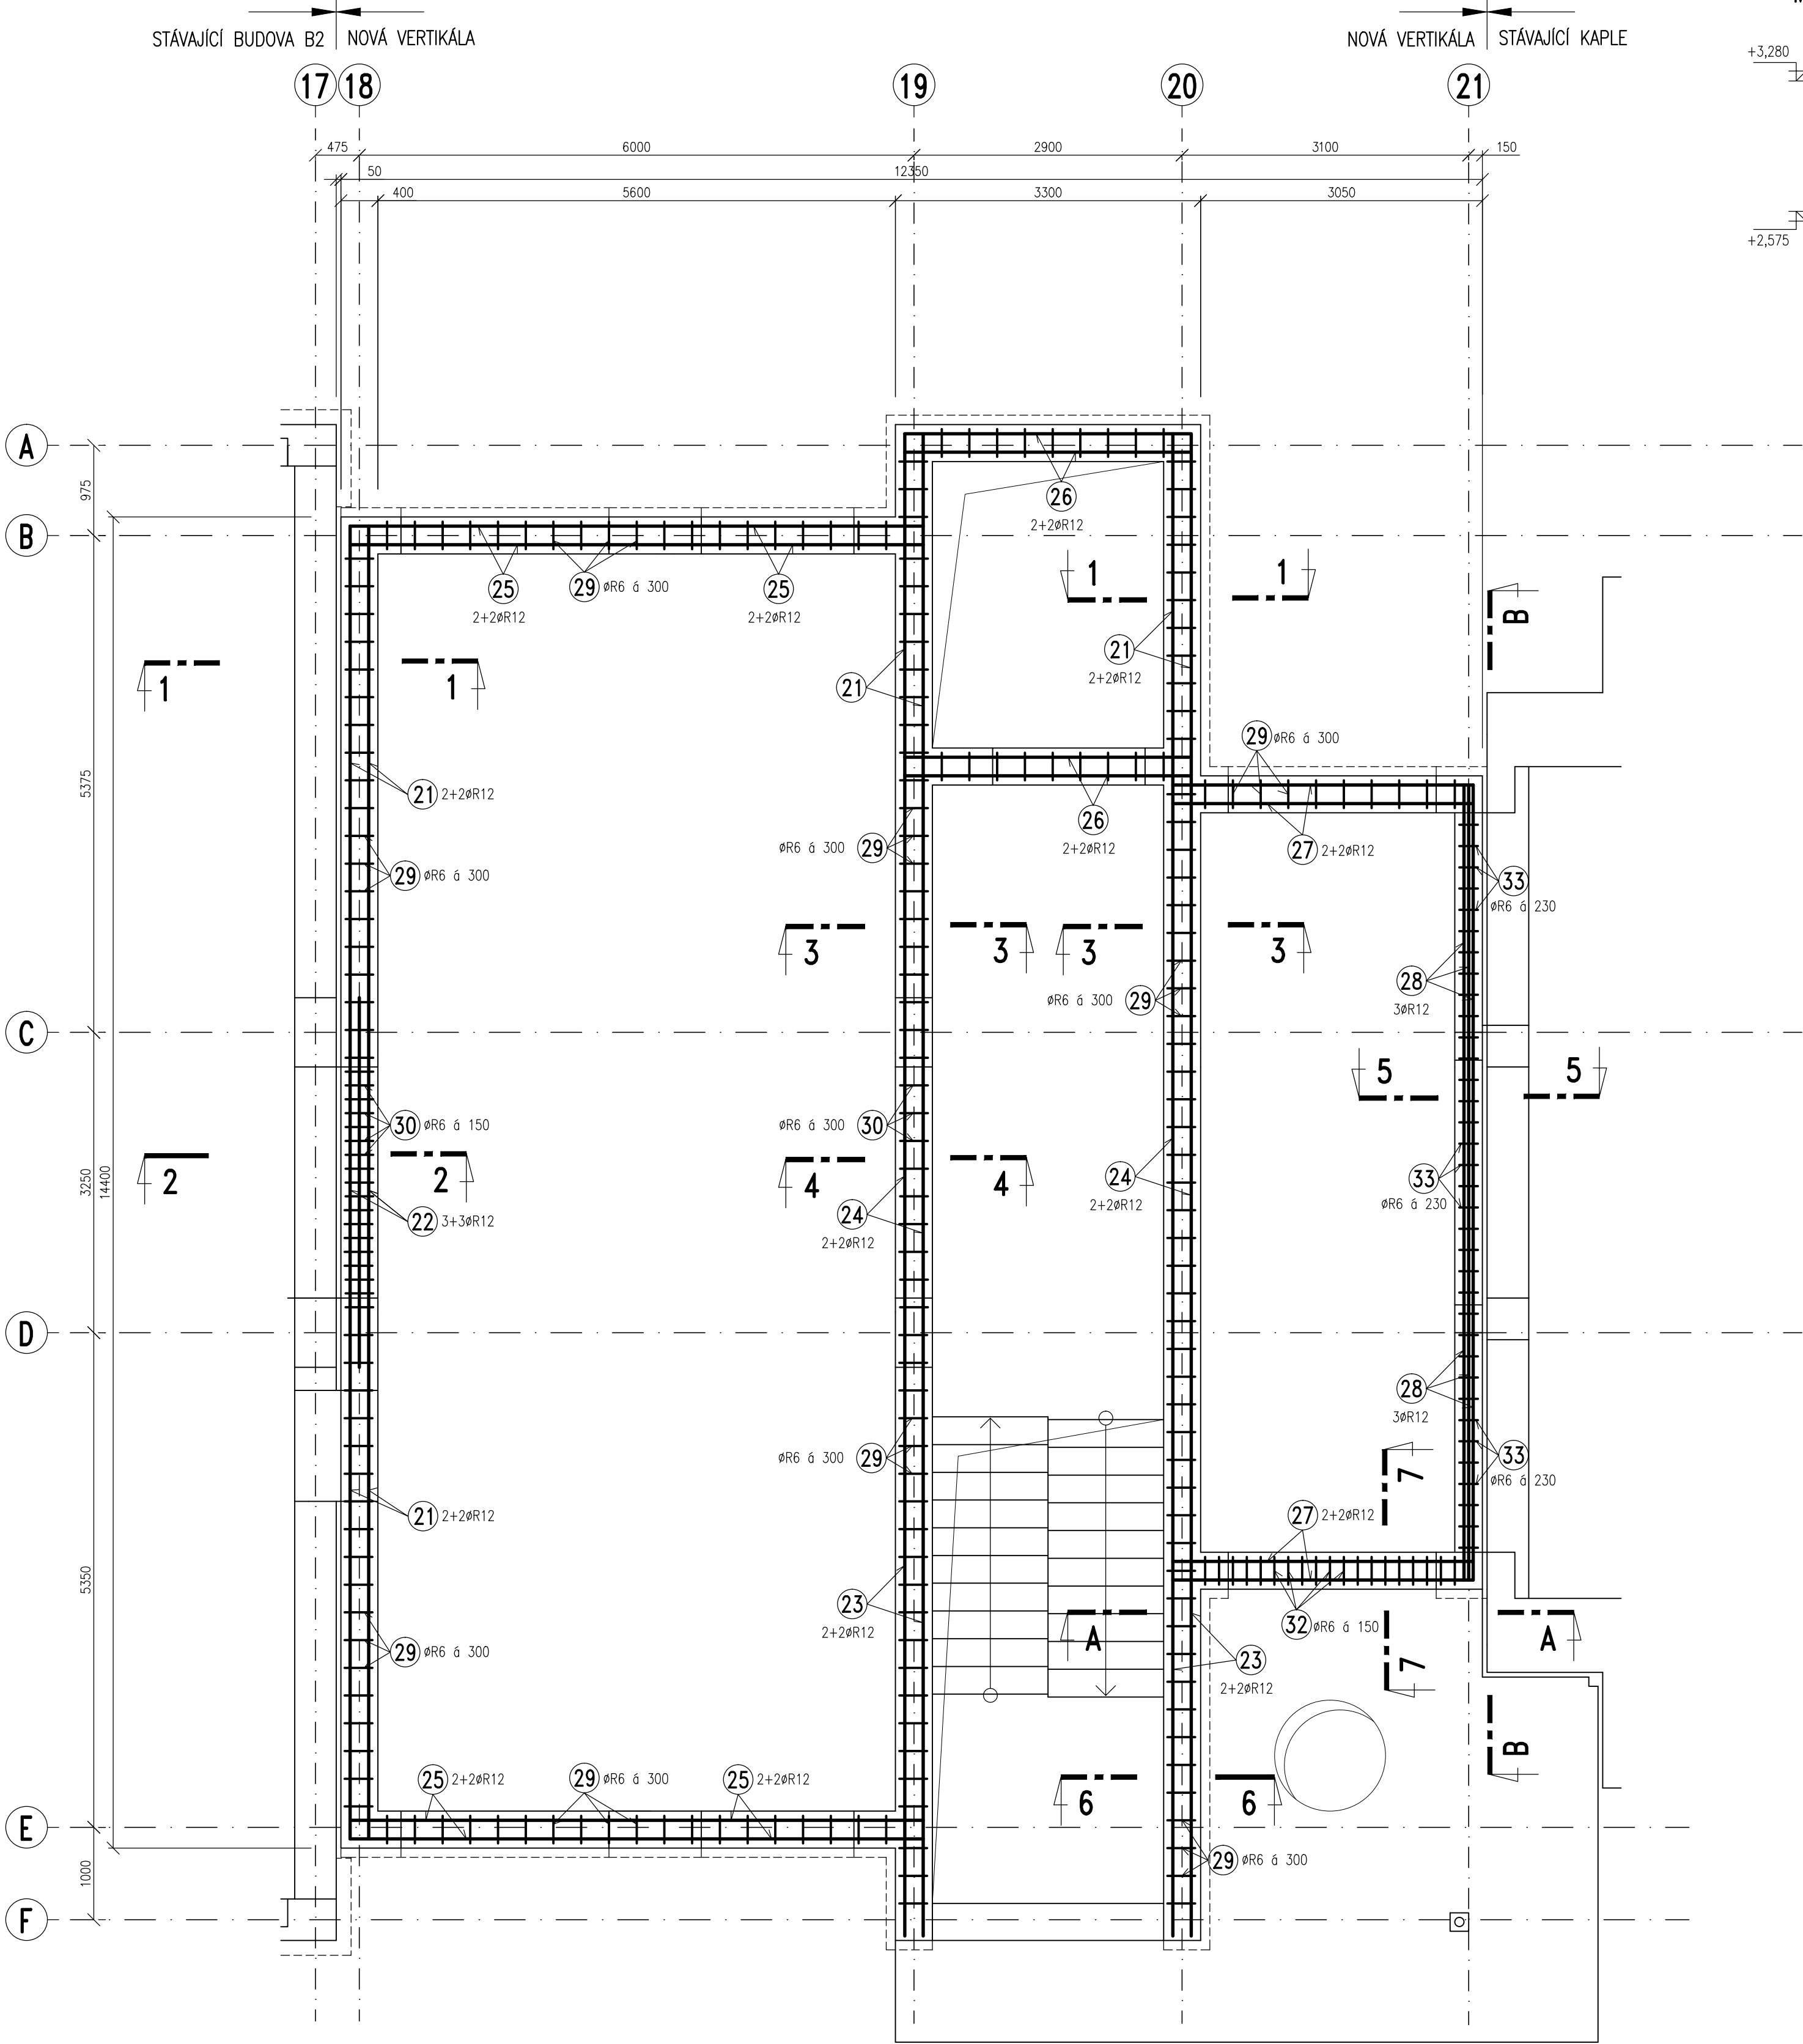 STÁVAJÍCÍ BUDOVA B2 NOVÁ VERTIKÁLA
NOVÁ VERTIKÁLA STÁVAJÍCÍ KAPLE
+3,280
+2,575
17 18 19 20 21
475 6000 2900 3100 150
50 12350
400 5600 3300 3050
A
975
B
26
2+2øR12
25
2+2øR12
29 øR6 á 300
25
2+2øR12
1 1
B
1 1
21
2+2øR12
21
29 øR6 á 300
5375
21 2+2øR12
26
2+2øR12
27 2+2øR12
øR6 á 300 29
29 øR6 á 300
33
øR6 á 230
3 3 3 3
28
3øR12
øR6 á 300 29
C
5 5
30 øR6 á 150
øR6 á 300 30
3250
14400
2 2 4 4
24
2+2øR12
33
øR6 á 230
22 3+3øR12
24
2+2øR12
D
28
3øR12
øR6 á 300 29
33
øR6 á 230
7
21 2+2øR12
27 2+2øR12
5350
23
2+2øR12
32 øR6 á 150
A A
29 øR6 á 300
23
2+2øR12
7
B
25 2+2øR12
29 øR6 á 300
25 2+2øR12
6 6
E
29 øR6 á 300
1000
F